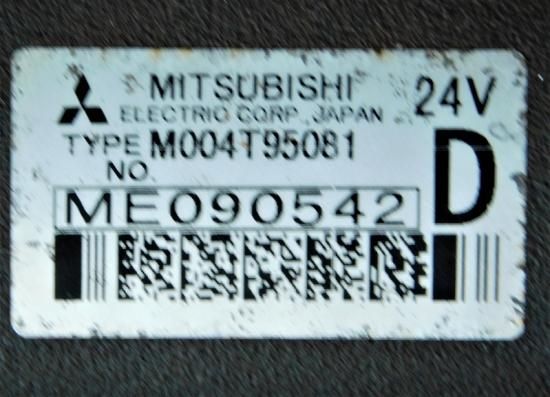 MITSUBISHI 24V
ELECTRIC CORP., JAPAN
TYPE M004T95081
NO.
ME090542 D